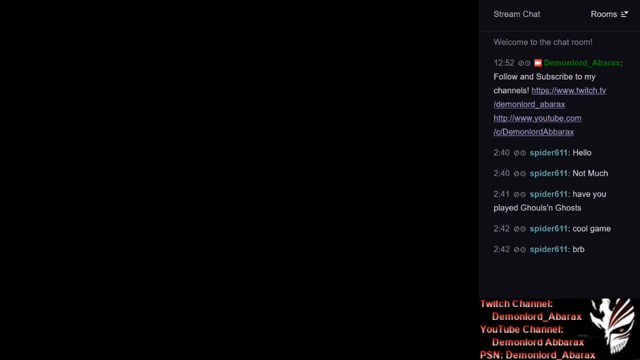 Stream Chat
Rooms
Welcome to the chat room!
12:52 Demonlord_Abarax:
Follow and Subscribe to my
channels! https://www.twitch.tv
/demonlord_abarax
http://www.youtube.com
/c/DemonlordAbbarax
2:40 spider611: Hello
2:40 spider611: Not Much
2:41 spider611: have you
played Ghouls'n Ghosts
2:42 spider611: cool game
2:42 spider611: brb
Twitch Channel:
Demonlord_Abarax
YouTube Channel:
Demonlord Abbarax
PSN: Demonlord_Abarax